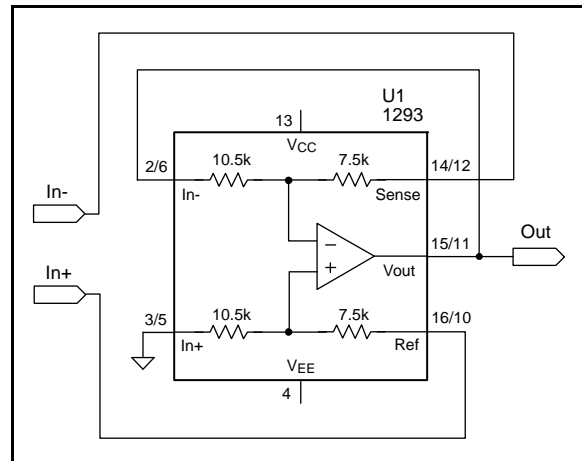 U1
1293
13
VCC
2/6
10.5k
7.5k
14/12
In-
In-
Sense
Out
15/11
Vout
In+
3/5
10.5k
7.5k
16/10
In+
Ref
VEE
4